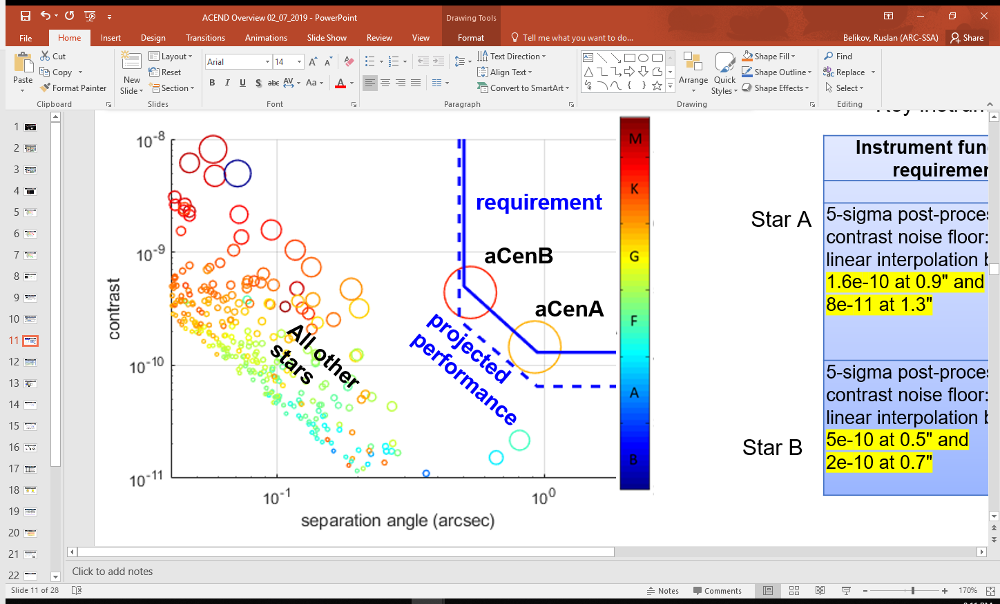 ACEND Overview 02_07_2019 - PowerPoint
Drawing Tools
File
Home
Insert
Design
Transitions
Animations
Slide Show
Review
View
Format
Tell me what you want to do...
Belikov, Ruslan (ARC-SSA)
Share
Paste
Cut
Copy
Format Painter
Clipboard
New
Slide
Layout
Reset
Section
Slides
Arial
14
B I U S abc AV Aa A
Font
Text Direction
Align Text
Convert to SmartArt
Paragraph
Arrange
Quick
Styles
Shape Fill
Shape Outline
Shape Effects
Drawing
Find
Replace
Select
Editing
1
2
3
4
5
6
7
8
9
10
11
12
13
14
15
16
17
18
19
20
21
22
contrast
10-8
10-9
10-10
10-11
10-1
100
separation angle (arcsec)
requirement
aCenB
aCenA
projected
performance
All other
stars
M
K
G
F
A
B
Star A
Star B
Instrument fun
requiremer
5-sigma post-proce
contrast noise floor:
linear interpolation
1.6e-10 at 0.9" and
8e-11 at 1.3"
5-sigma post-proce
contrast noise floor:
linear interpolation
5e-10 at 0.5" and
2e-10 at 0.7"
Click to add notes
Slide 11 of 28
Notes
Comments
170%